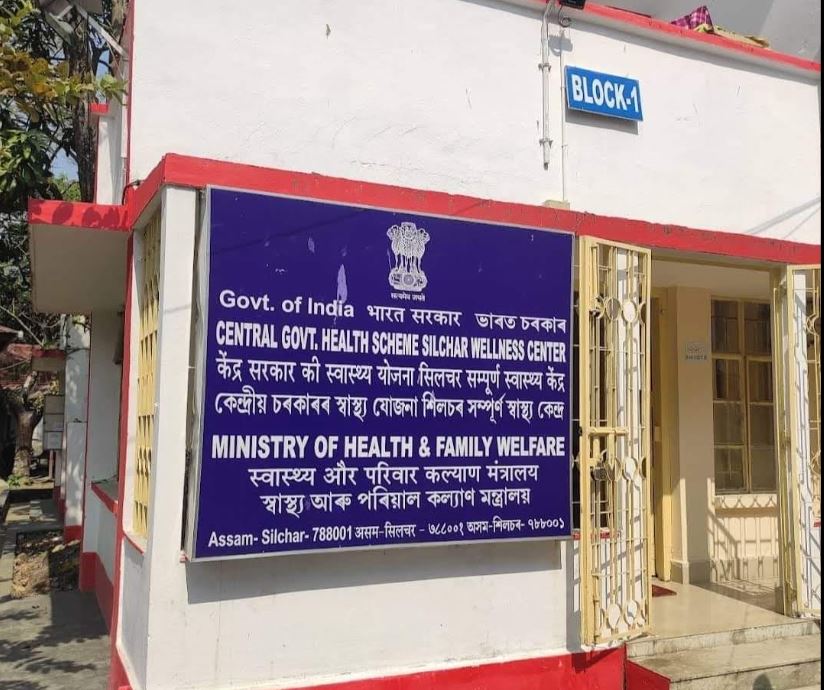 BLOCK-1
सत्यमेव जयते
Govt. of India भारत सरकार ভাৰত চৰকাৰ
CENTRAL GOVT. HEALTH SCHEME SILCHAR WELLNESS CENTER
केंद्र सरकार की स्वास्थ्य योजना सिलचर सम्पूर्ण स्वास्थ्य केंद्र
কেন্দ্ৰীয় চৰকাৰৰ স্বাস্থ্য যোজনা শিলচৰ সম্পূৰ্ণ স্বাস্থ্য কেন্দ্ৰ
MINISTRY OF HEALTH & FAMILY WELFARE
स्वास्थ्य और परिवार कल्याण मंत्रालय
স্বাস্থ্য আৰু পৰিয়াল কল্যাণ মন্ত্ৰালয়
Assam- Silchar- 788001 असम-सिलचर - ७८८००१ অসম-শিলচৰ- ৭৮৮০০১